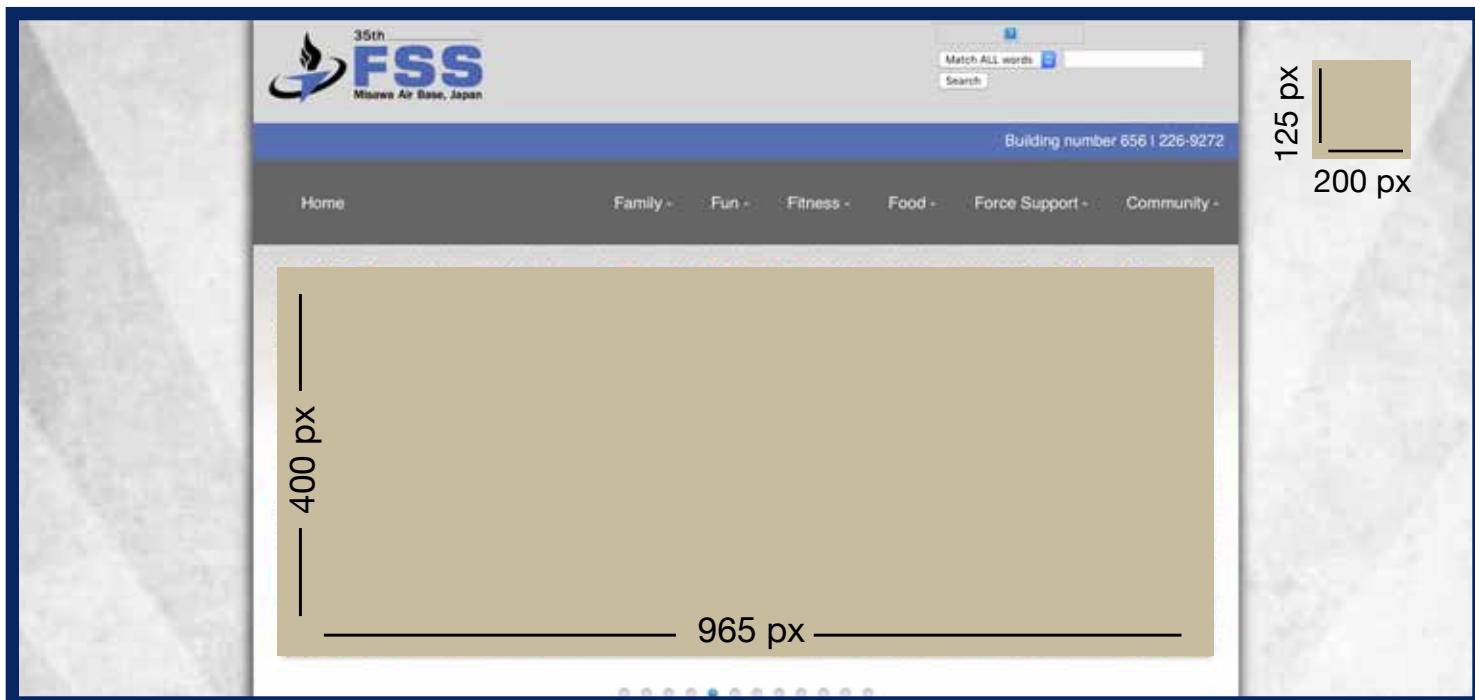 35th
FSS
Misawa Air Base, Japan
?
Match ALL words
Search
Building number 656 | 226-9272
Home Family - Fun - Fitness - Food - Force Support - Community -
125 px
200 px
400 px
965 px